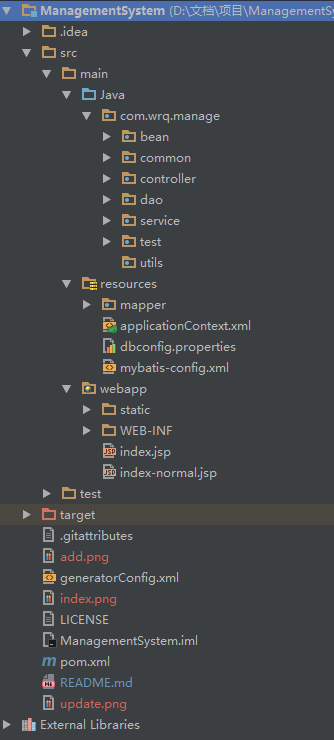 ManagementSystem (D:\文档\项目\ManagementSy
.idea
src
main
Java
com.wrq.manage
bean
common
controller
dao
service
test
utils
resources
mapper
applicationContext.xml
dbconfig.properties
mybatis-config.xml
webapp
static
WEB-INF
index.jsp
index-normal.jsp
test
target
.gitattributes
add.png
generatorConfig.xml
index.png
LICENSE
ManagementSystem.iml
pom.xml
README.md
update.png
External Libraries